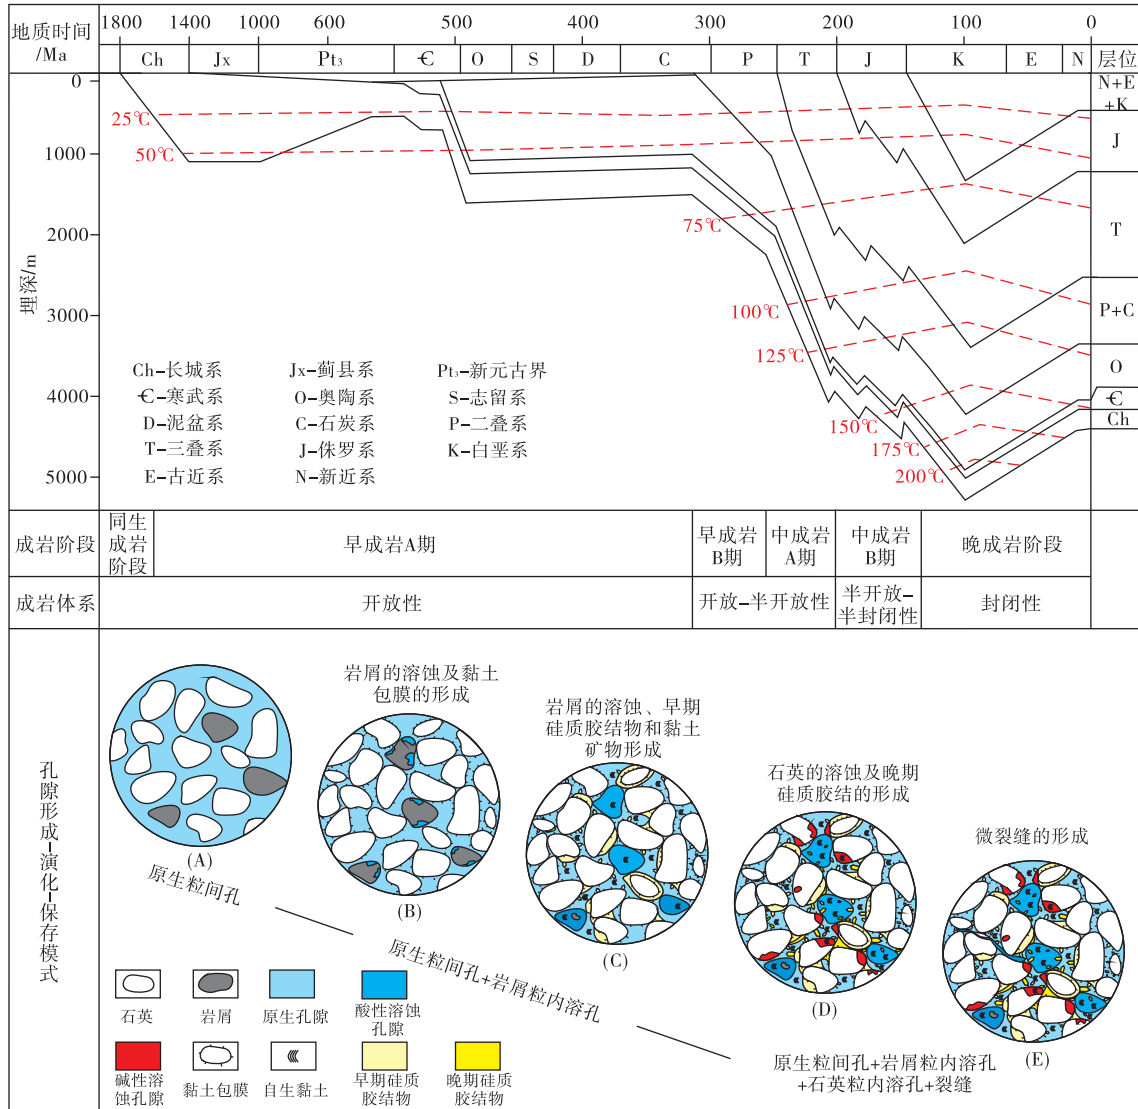 地质时间
/Ma
1800 1400 1000 600 500 400 300 200 100 0
Ch Jx Pt₃ Є O S D C P T J K E N 层位
埋深/m
0
1000
2000
3000
4000
5000
25℃
50℃
75℃
100℃
125℃
150℃
175℃
200℃
N+E
+K
J
T
P+C
O
Є
Ch
Ch-长城系 Jx-蓟县系 Pt₃-新元古界
Є-寒武系 O-奥陶系 S-志留系
D-泥盆系 C-石炭系 P-二叠系
T-三叠系 J-侏罗系 K-白垩系
E-古近系 N-新近系
成岩阶段
同生
成岩
阶段
早成岩A期
早成岩
B期
中成岩
A期
中成岩
B期
晚成岩阶段
成岩体系
开放性
开放-半开放性
半开放-
半封闭性
封闭性
孔隙形成-演化-保存模式
(A)
原生粒间孔
岩屑的溶蚀及黏土
包膜的形成
(B)
原生粒间孔+岩屑粒内溶孔
岩屑的溶蚀、早期
硅质胶结物和黏土
矿物形成
(C)
石英的溶蚀及晚期
硅质胶结的形成
(D)
微裂缝的形成
(E)
原生粒间孔+岩屑粒内溶孔
+石英粒内溶孔+裂缝
石英
岩屑
原生孔隙
酸性溶蚀
孔隙
碱性溶
蚀孔隙
黏土包膜
自生黏土
早期硅质
胶结物
晚期硅质
胶结物